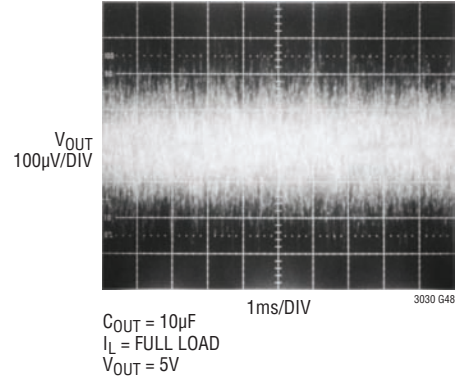 VOUT
100µV/DIV
1ms/DIV
3030 G48
COUT = 10µF
IL = FULL LOAD
VOUT = 5V